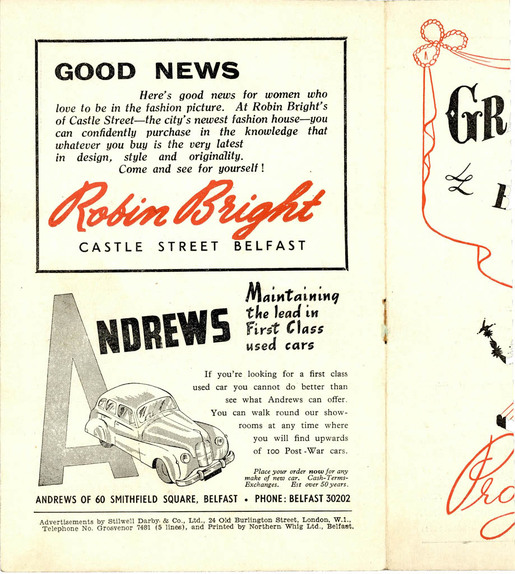 GOOD NEWS
Here's good news for women who
love to be in the fashion picture. At Robin Bright's
of Castle Street—the city's newest fashion house—you
can confidently purchase in the knowledge that
whatever you buy is the very latest
in design, style and originality.
Come and see for yourself !
Robin Bright
CASTLE STREET BELFAST
ANDREWS
Maintaining
the lead in
First Class
used cars
If you're looking for a first class
used car you cannot do better than
see what Andrews can offer.
You can walk round our show-
rooms at any time where
you will find upwards
of 100 Post-War cars.
Place your order now for any
make of new car. Cash-Terms-
Exchanges. Est over 50 years.
ANDREWS OF 60 SMITHFIELD SQUARE, BELFAST • PHONE: BELFAST 30202
Advertisements by Stilwell Darby & Co., Ltd., 24 Old Burlington Street, London, W.1.,
Telephone No. Grosvenor 7481 (5 lines), and Printed by Northern Whig Ltd., Belfast.
GR
Pro